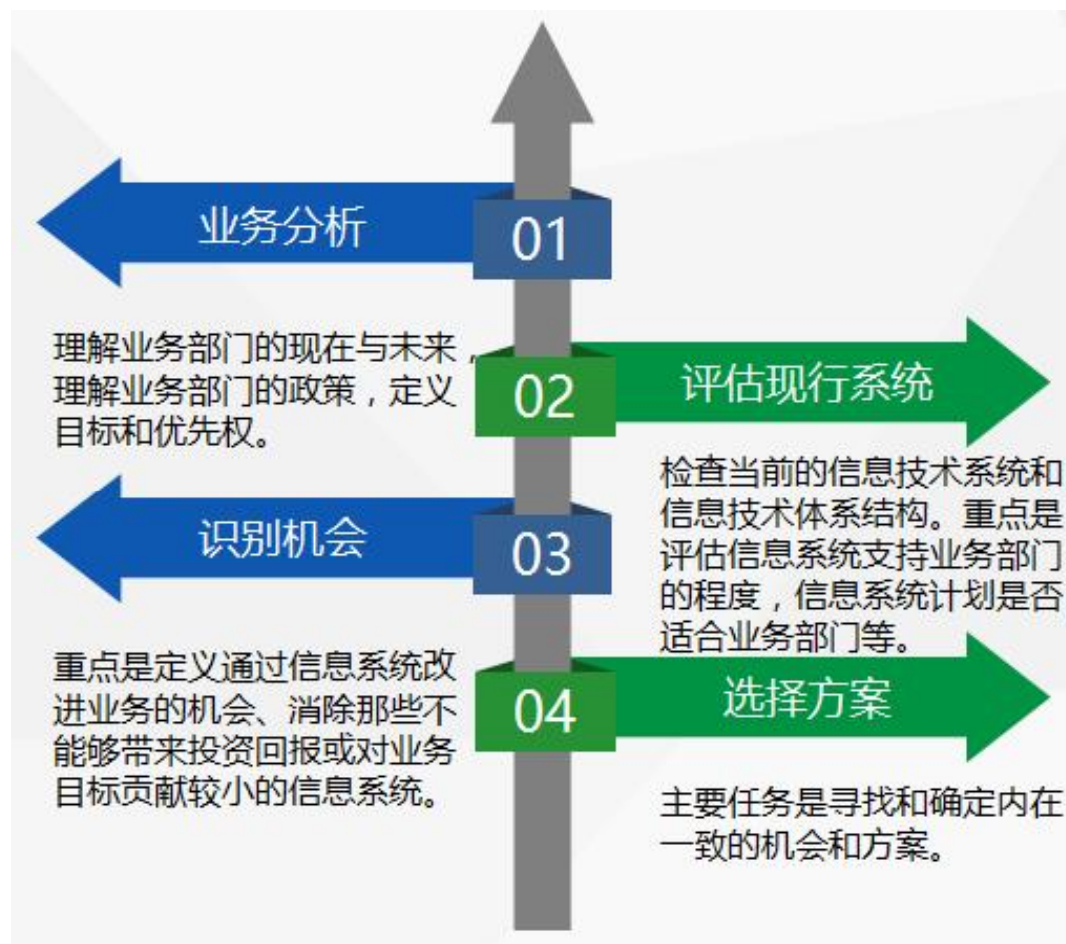 业务分析
01
理解业务部门的现在与未来，
理解业务部门的政策，定义
目标和优先权。
02
评估现行系统
检查当前的信息技术系统和
信息技术体系结构。重点是
评估信息系统支持业务部门
的程度，信息系统计划是否
适合业务部门等。
识别机会
03
重点是定义通过信息系统改
进业务的机会、消除那些不
能够带来投资回报或对业务
目标贡献较小的信息系统。
04
选择方案
主要任务是寻找和确定内在
一致的机会和方案。